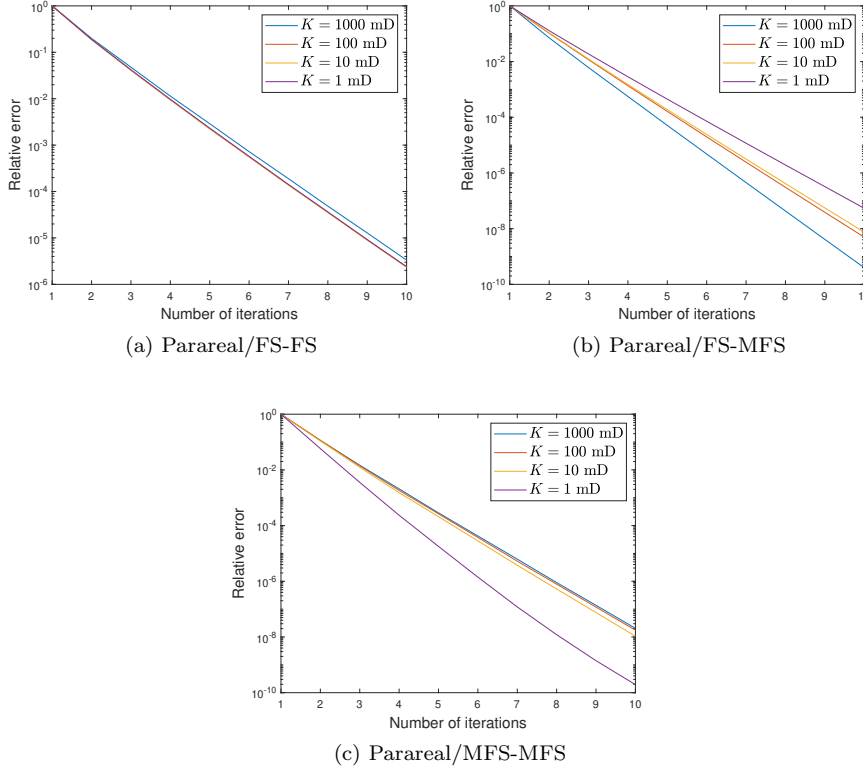 10^0
10^-1
10^-2
10^-3
10^-4
10^-5
10^-6
Relative error
1 2 3 4 5 6 7 8 9 10
Number of iterations
K = 1000 mD
K = 100 mD
K = 10 mD
K = 1 mD
(a) Parareal/FS-FS
10^0
10^-2
10^-4
10^-6
10^-8
10^-10
Relative error
1 2 3 4 5 6 7 8 9 10
Number of iterations
K = 1000 mD
K = 100 mD
K = 10 mD
K = 1 mD
(b) Parareal/FS-MFS
10^0
10^-2
10^-4
10^-6
10^-8
10^-10
Relative error
1 2 3 4 5 6 7 8 9 10
Number of iterations
K = 1000 mD
K = 100 mD
K = 10 mD
K = 1 mD
(c) Parareal/MFS-MFS